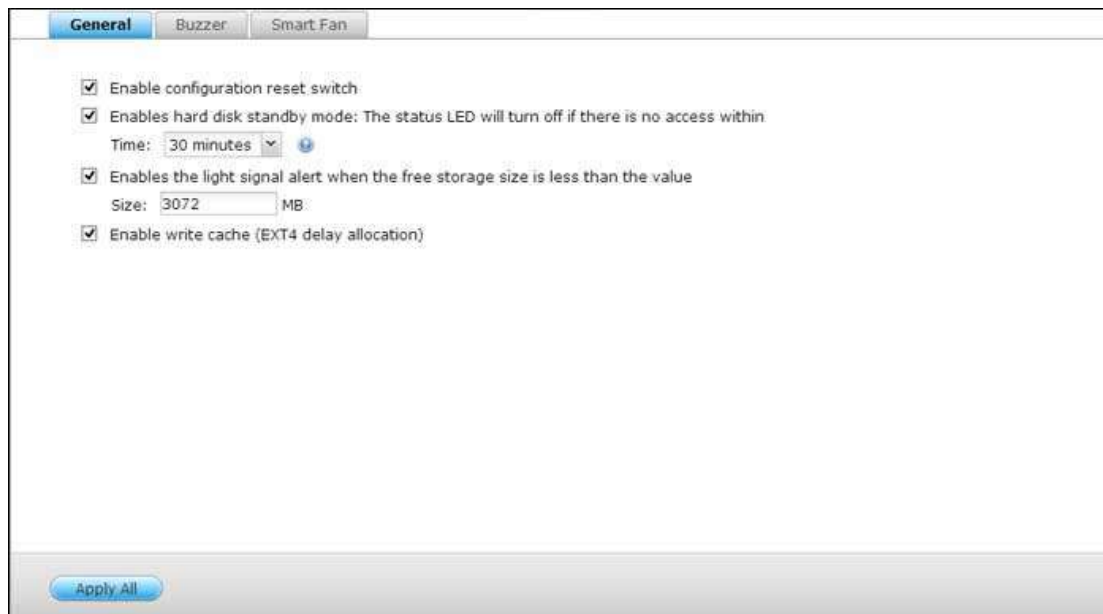 General Buzzer Smart Fan
Enable configuration reset switch
Enables hard disk standby mode: The status LED will turn off if there is no access within
Time: 30 minutes
Enables the light signal alert when the free storage size is less than the value
Size: 3072 MB
Enable write cache (EXT4 delay allocation)
Apply All